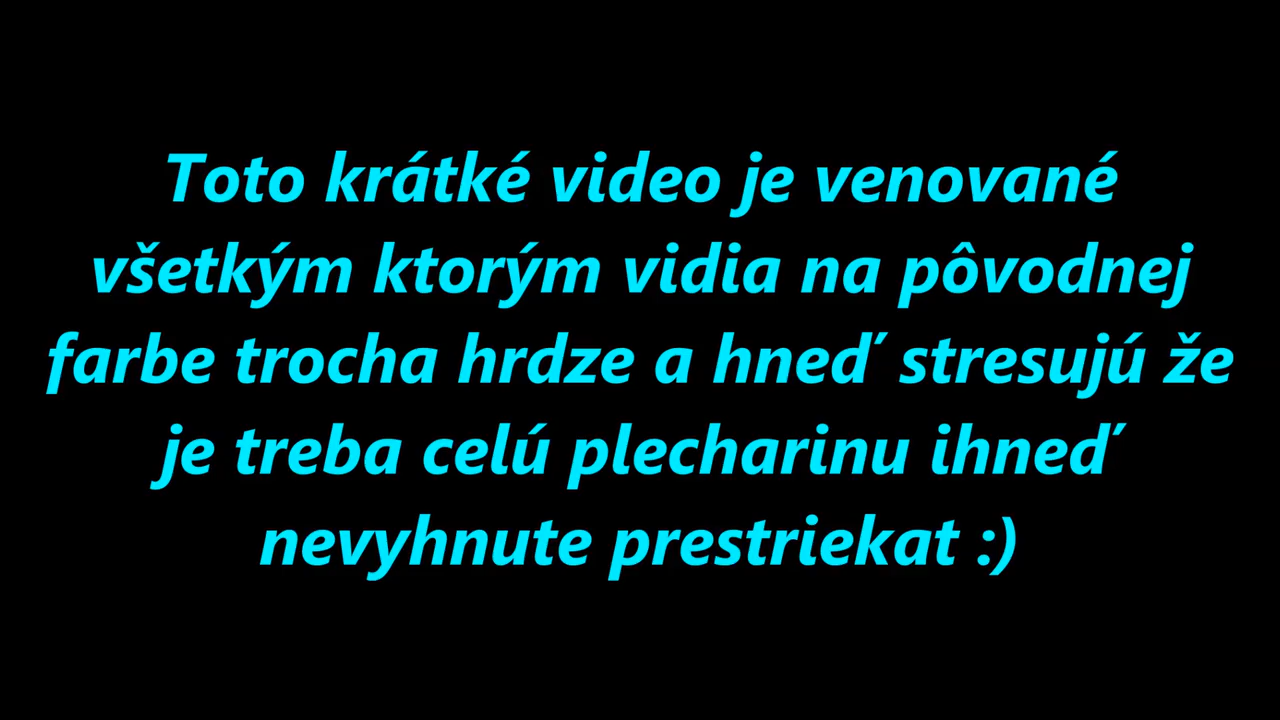 Toto krátké video je venované
všetkým ktorým vidia na pôvodnej
farbe trocha hrdze a hneď stresujú že
je treba celú plecharinu ihneď
nevyhnute prestriekat :)